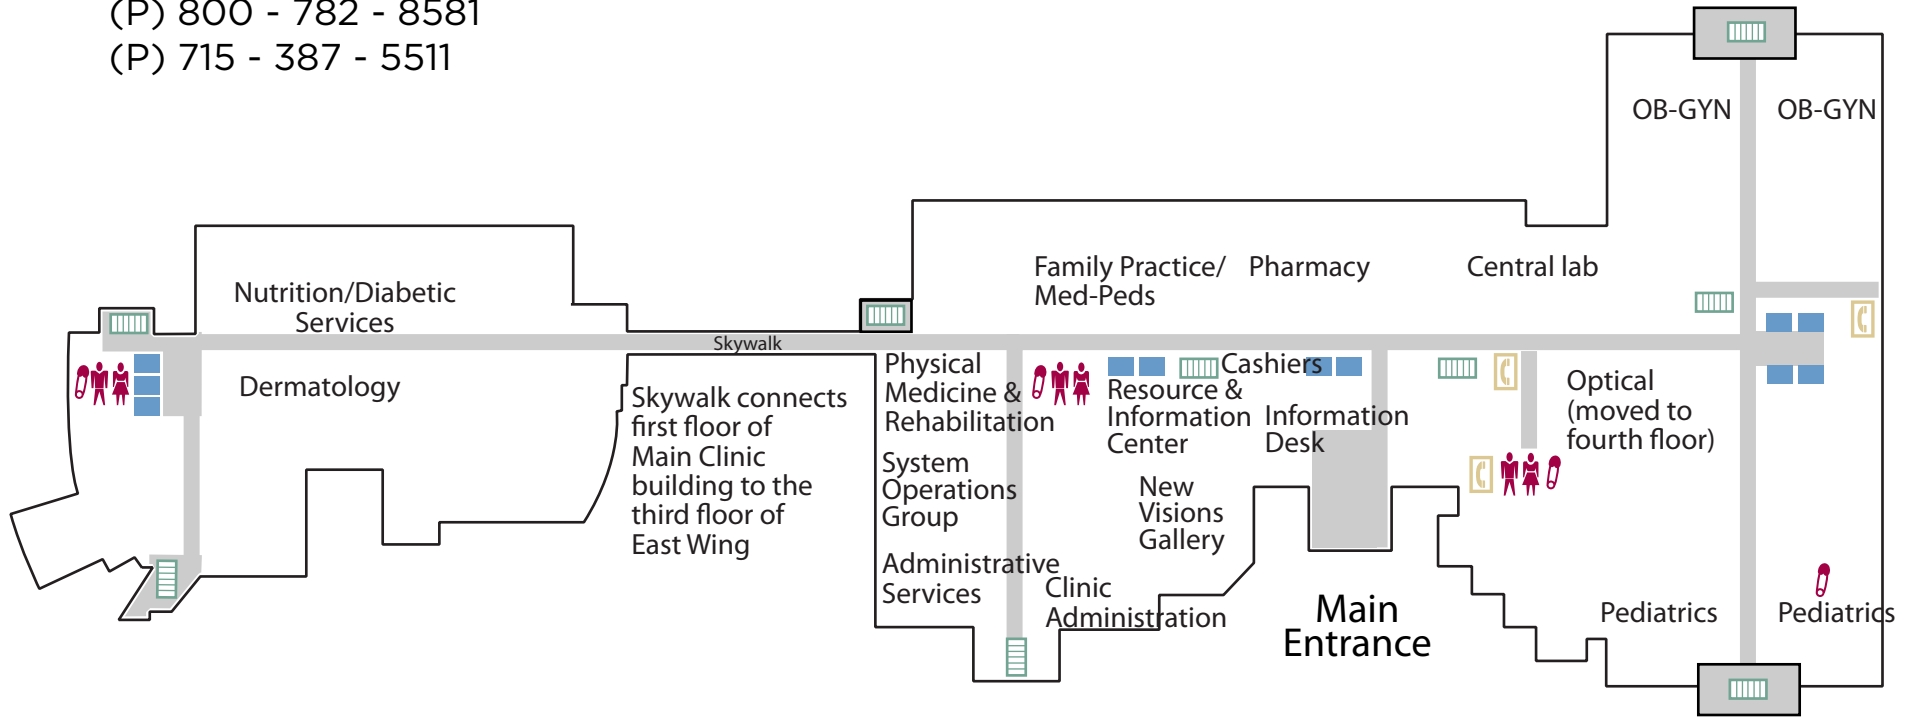 (P) 800 - 782 - 8581
(P) 715 - 387 - 5511
OB-GYN
OB-GYN
Nutrition/Diabetic
Services
Dermatology
Skywalk
Skywalk connects
first floor of
Main Clinic
building to the
third floor of
East Wing
Family Practice/
Med-Peds
Pharmacy
Central lab
Physical
Medicine &
Rehabilitation
System
Operations
Group
Administrative
Services
Cashiers
Resource &
Information
Center
Information
Desk
New
Visions
Gallery
Clinic
Administration
Optical
(moved to
fourth floor)
Main
Entrance
Pediatrics
Pediatrics